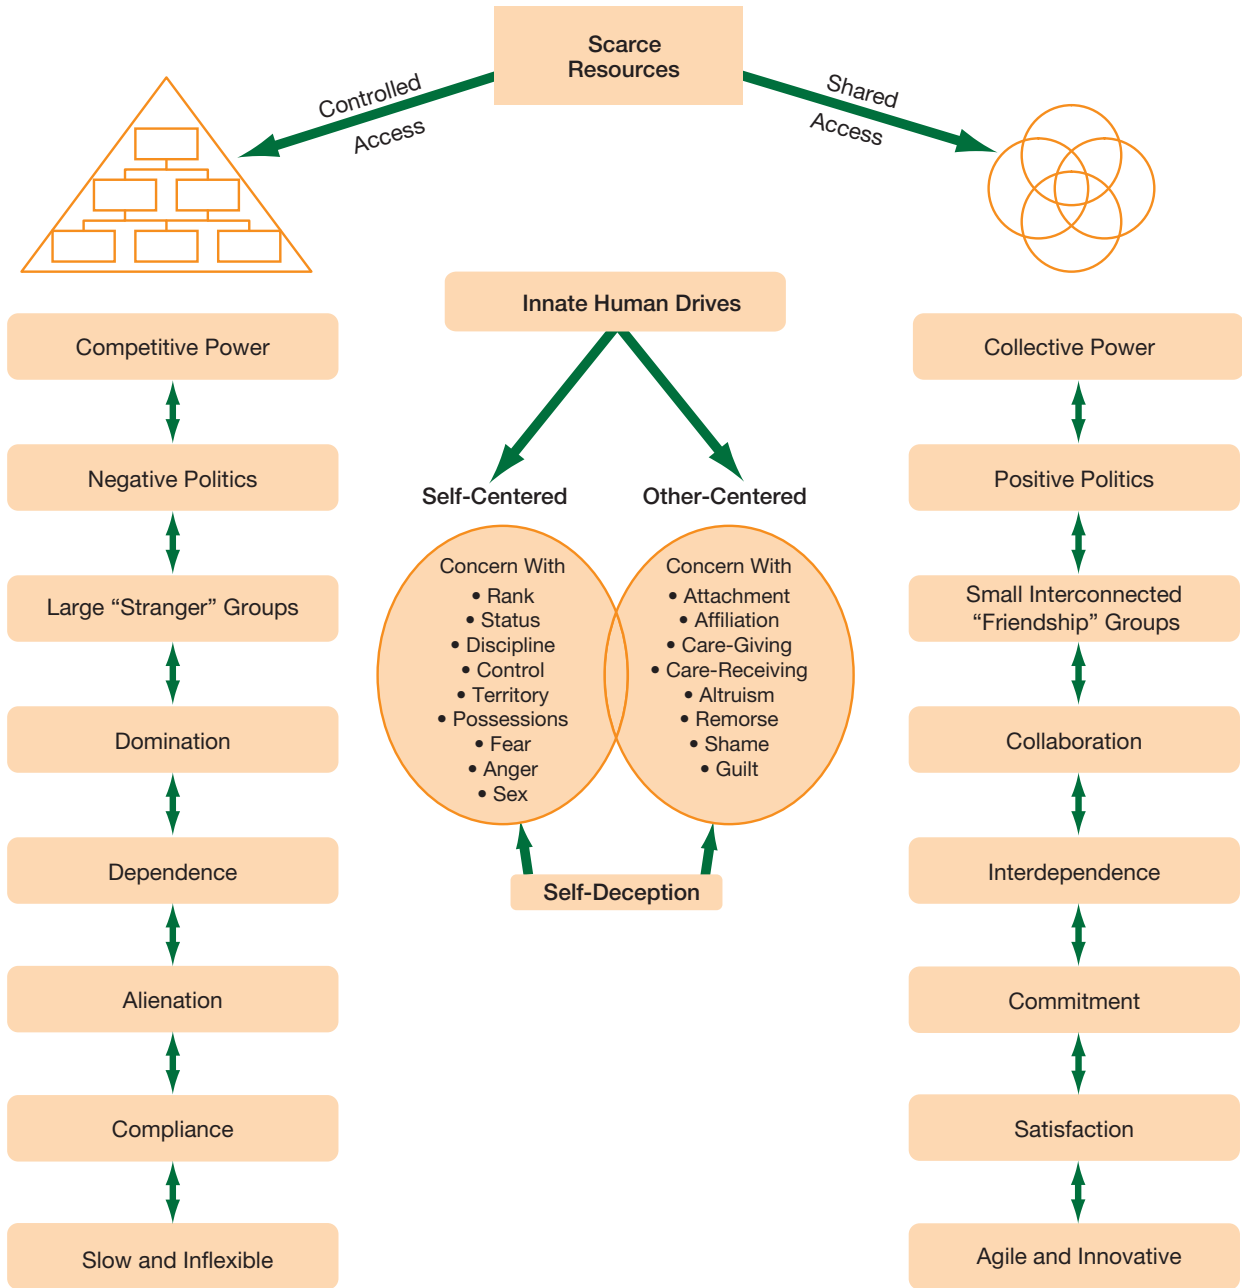 Scarce
Resources
Controlled
Access
Shared
Access
Innate Human Drives
Competitive Power
Negative Politics
Large “Stranger” Groups
Domination
Dependence
Alienation
Compliance
Slow and Inflexible
Self-Centered
Concern With
• Rank
• Status
• Discipline
• Control
• Territory
• Possessions
• Fear
• Anger
• Sex
Other-Centered
Concern With
• Attachment
• Affiliation
• Care-Giving
• Care-Receiving
• Altruism
• Remorse
• Shame
• Guilt
Self-Deception
Collective Power
Positive Politics
Small Interconnected
“Friendship” Groups
Collaboration
Interdependence
Commitment
Satisfaction
Agile and Innovative